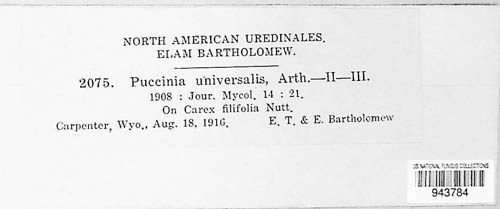 NORTH AMERICAN UREDINALES.
ELAM BARTHOLOMEW.
2075. Puccinia universalis, Arth.—II—III.
1908 : Jour. Mycol. 14 : 21.
On Carex filifolia Nutt.
Carpenter, Wyo., Aug. 18, 1916. E. T. & E. Bartholomew
US NATIONAL FUNGUS COLLECTIONS
943784